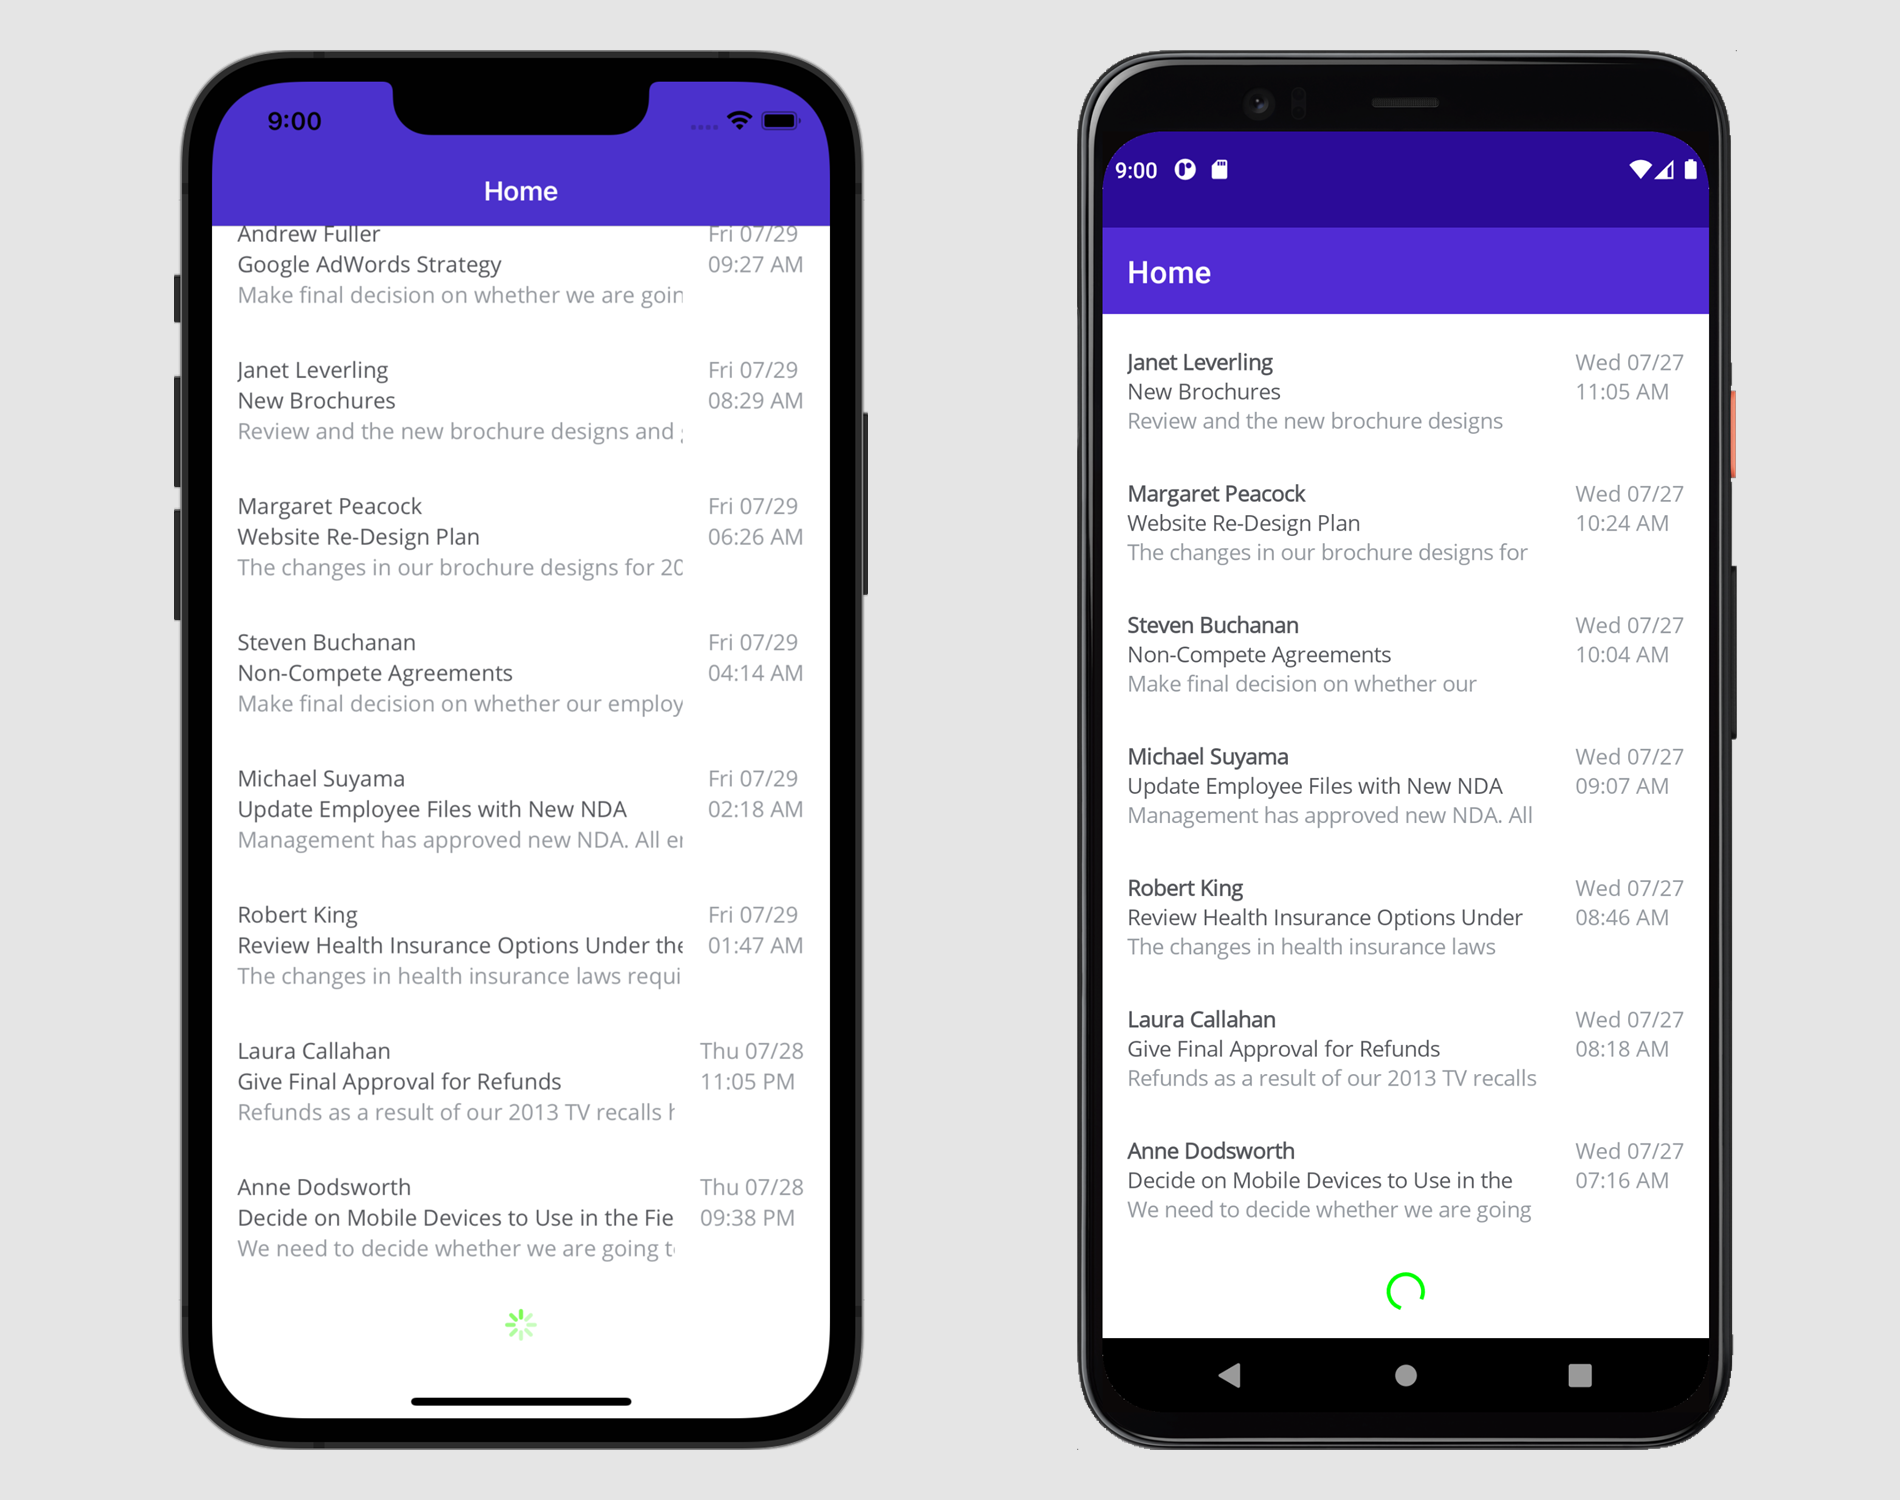 9:00
Home
Andrew Fuller Fri 07/29
Google AdWords Strategy 09:27 AM
Make final decision on whether we are goin
Janet Leverling Fri 07/29
New Brochures 08:29 AM
Review and the new brochure designs and
Margaret Peacock Fri 07/29
Website Re-Design Plan 06:26 AM
The changes in our brochure designs for 20
Steven Buchanan Fri 07/29
Non-Compete Agreements 04:14 AM
Make final decision on whether our employ
Michael Suyama Fri 07/29
Update Employee Files with New NDA 02:18 AM
Management has approved new NDA. All
Robert King Fri 07/29
Review Health Insurance Options Under the 01:47 AM
The changes in health insurance laws requi
Laura Callahan Thu 07/28
Give Final Approval for Refunds 11:05 PM
Refunds as a result of our 2013 TV recalls
Anne Dodsworth Thu 07/28
Decide on Mobile Devices to Use in the Fie 09:38 PM
We need to decide whether we are going
9:00
Home
Janet Leverling Wed 07/27
New Brochures 11:05 AM
Review and the new brochure designs
Margaret Peacock Wed 07/27
Website Re-Design Plan 10:24 AM
The changes in our brochure designs for
Steven Buchanan Wed 07/27
Non-Compete Agreements 10:04 AM
Make final decision on whether our
Michael Suyama Wed 07/27
Update Employee Files with New NDA 09:07 AM
Management has approved new NDA. All
Robert King Wed 07/27
Review Health Insurance Options Under 08:46 AM
The changes in health insurance laws
Laura Callahan Wed 07/27
Give Final Approval for Refunds 08:18 AM
Refunds as a result of our 2013 TV recalls
Anne Dodsworth Wed 07/27
Decide on Mobile Devices to Use in the 07:16 AM
We need to decide whether we are going